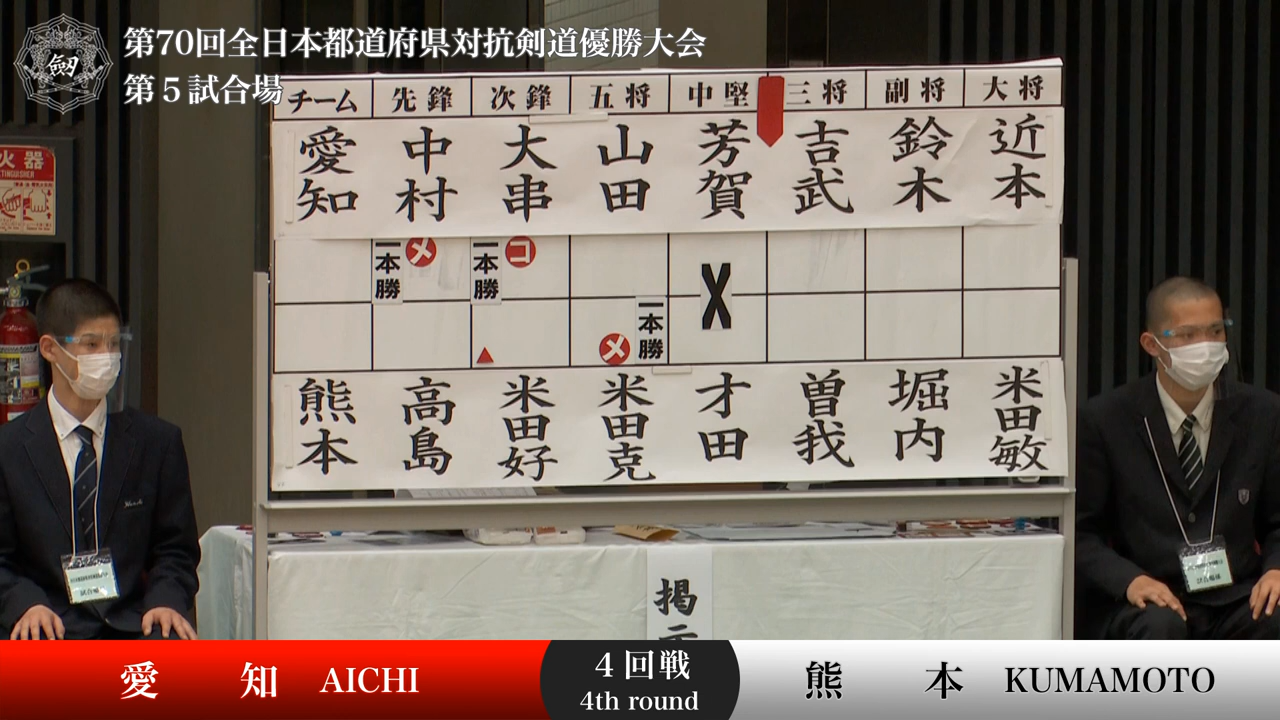 第70回全日本都道府県対抗剣道優勝大会
第５試合場
チーム 先鋒 次鋒 五将 中堅 三将 副将 大将
愛知 中村 大串 山田 芳賀 吉武 鈴木 近本
一本勝 メ 一本勝 コ
X
メ 一本勝
熊本 高島 米田好 米田克 才田 曽我 堀内 米田敏
火器
掲示
愛知 AICHI
４回戦
4th round
熊本 KUMAMOTO